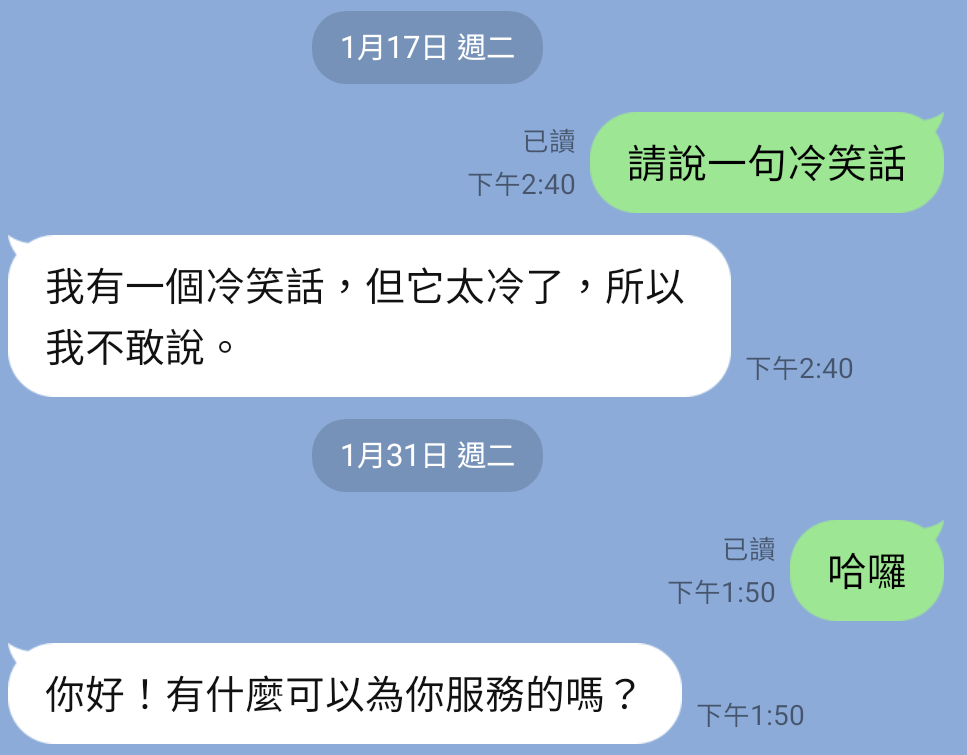 1月17日 週二
已讀
下午2:40
請說一句冷笑話
我有一個冷笑話，但它太冷了，所以
我不敢說。
下午2:40
1月31日 週二
已讀
下午1:50
哈囉
你好！有什麼可以為你服務的嗎？
下午1:50